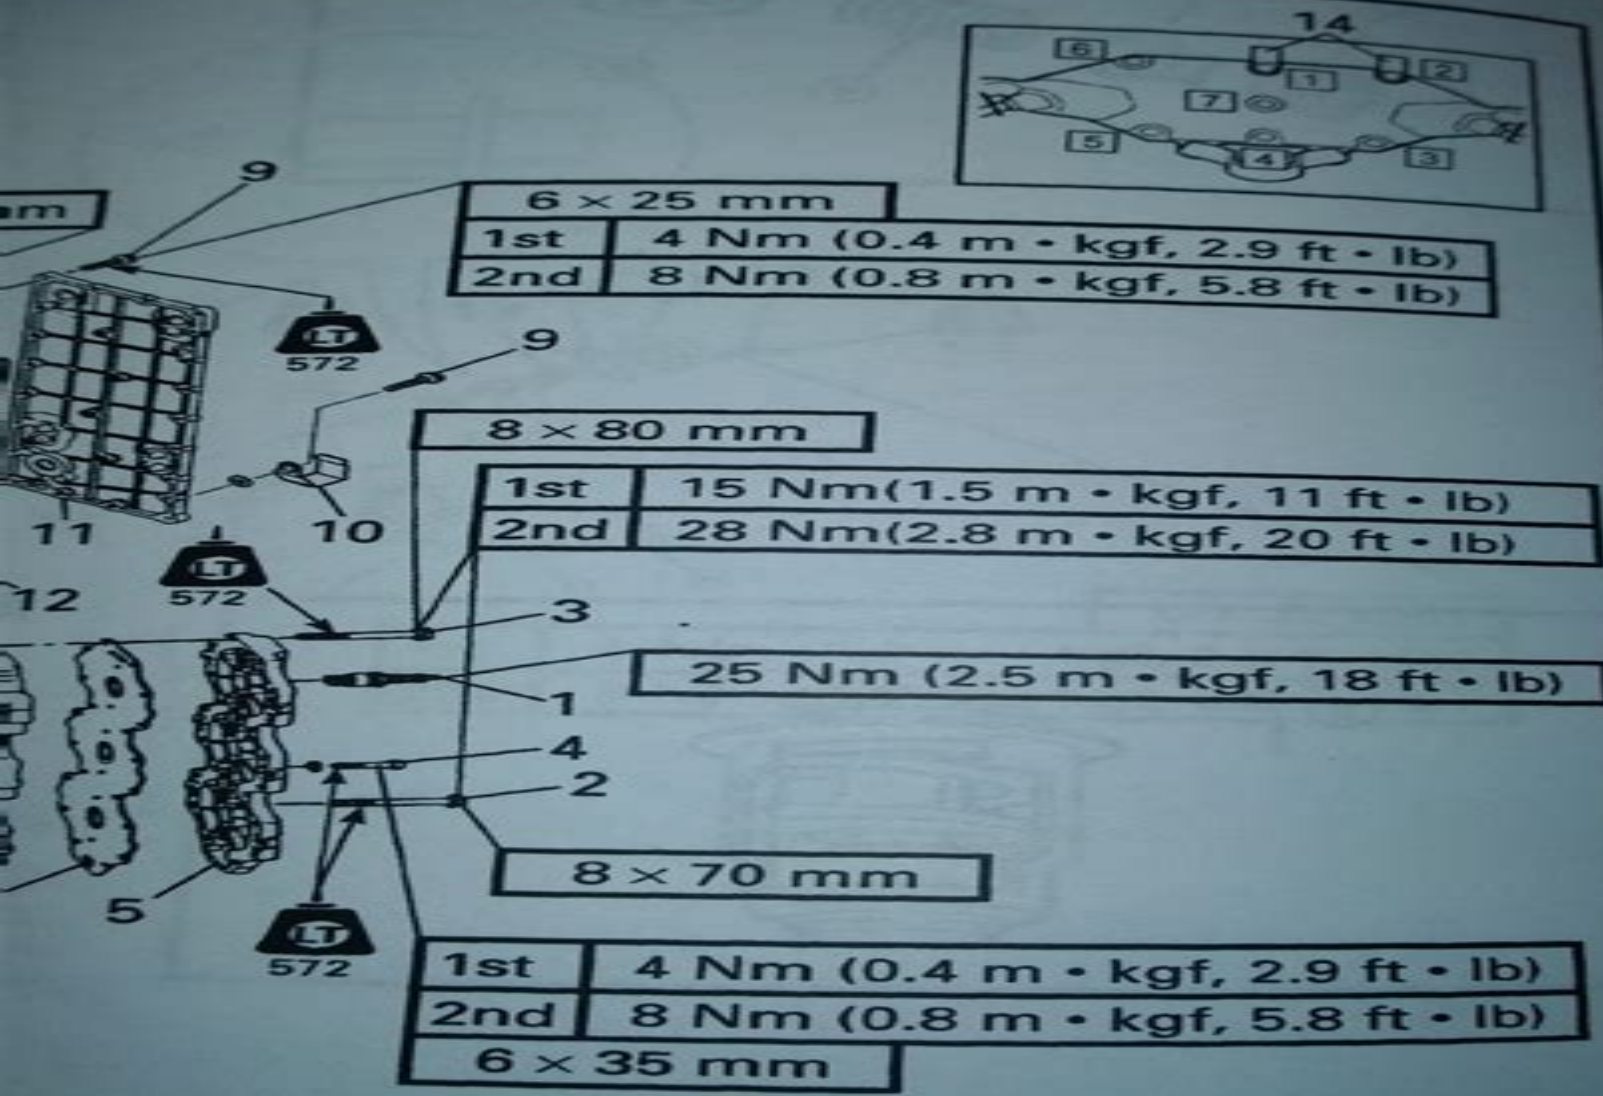 14
6
1
2
7
5
4
3
9
6 × 25 mm
1st 4 Nm (0.4 m • kgf, 2.9 ft • lb)
2nd 8 Nm (0.8 m • kgf, 5.8 ft • lb)
LT
572
9
8 × 80 mm
1st 15 Nm(1.5 m • kgf, 11 ft • lb)
2nd 28 Nm(2.8 m • kgf, 20 ft • lb)
11
10
LT
572
12
3
25 Nm (2.5 m • kgf, 18 ft • lb)
1
4
2
8 × 70 mm
5
LT
572
1st 4 Nm (0.4 m • kgf, 2.9 ft • lb)
2nd 8 Nm (0.8 m • kgf, 5.8 ft • lb)
6 × 35 mm